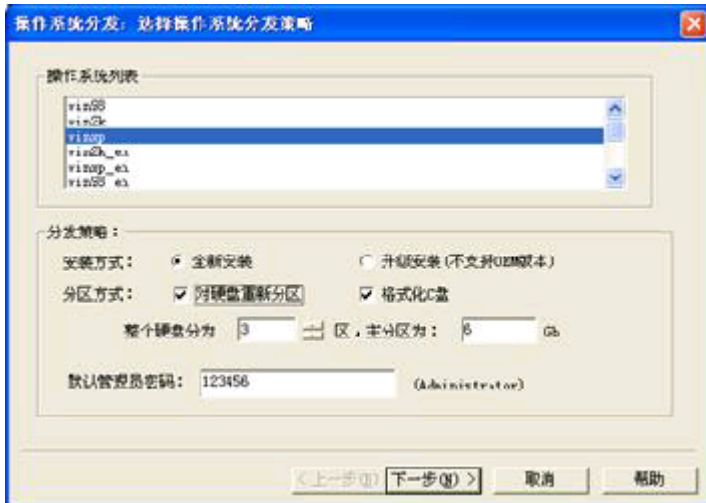 操作系统分发：选择操作系统分发策略
操作系统列表
win98
win2k
winxp
win2k_en
winxp_en
win98_en
分发策略：
安装方式： 全新安装 升级安装(不支持OEM版本)
分区方式： 对硬盘重新分区 格式化C盘
整个硬盘分为 3 区，主分区为： 6 Gb
默认管理员密码： 123456 (Administrator)
<上一步(B) 下一步(N) > 取消 帮助